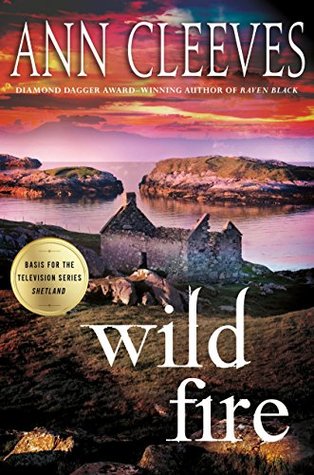 ANN CLEEVES
DIAMOND DAGGER AWARD–WINNING AUTHOR OF RAVEN BLACK
BASIS FOR THE
TELEVISION SERIES
SHETLAND
wild
fire